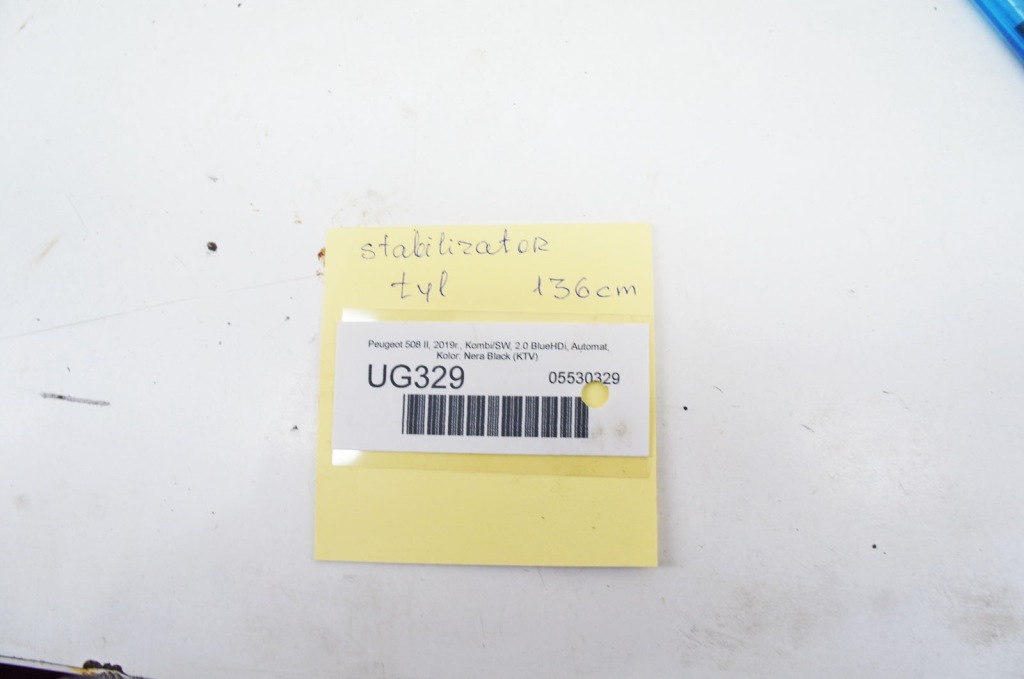 stabilizator
tyl 136cm
Peugeot 508 II, 2019r., Kombi/SW, 2.0 BlueHDi, Automat,
Kolor: Nera Black (KTV)
UG329 05530329